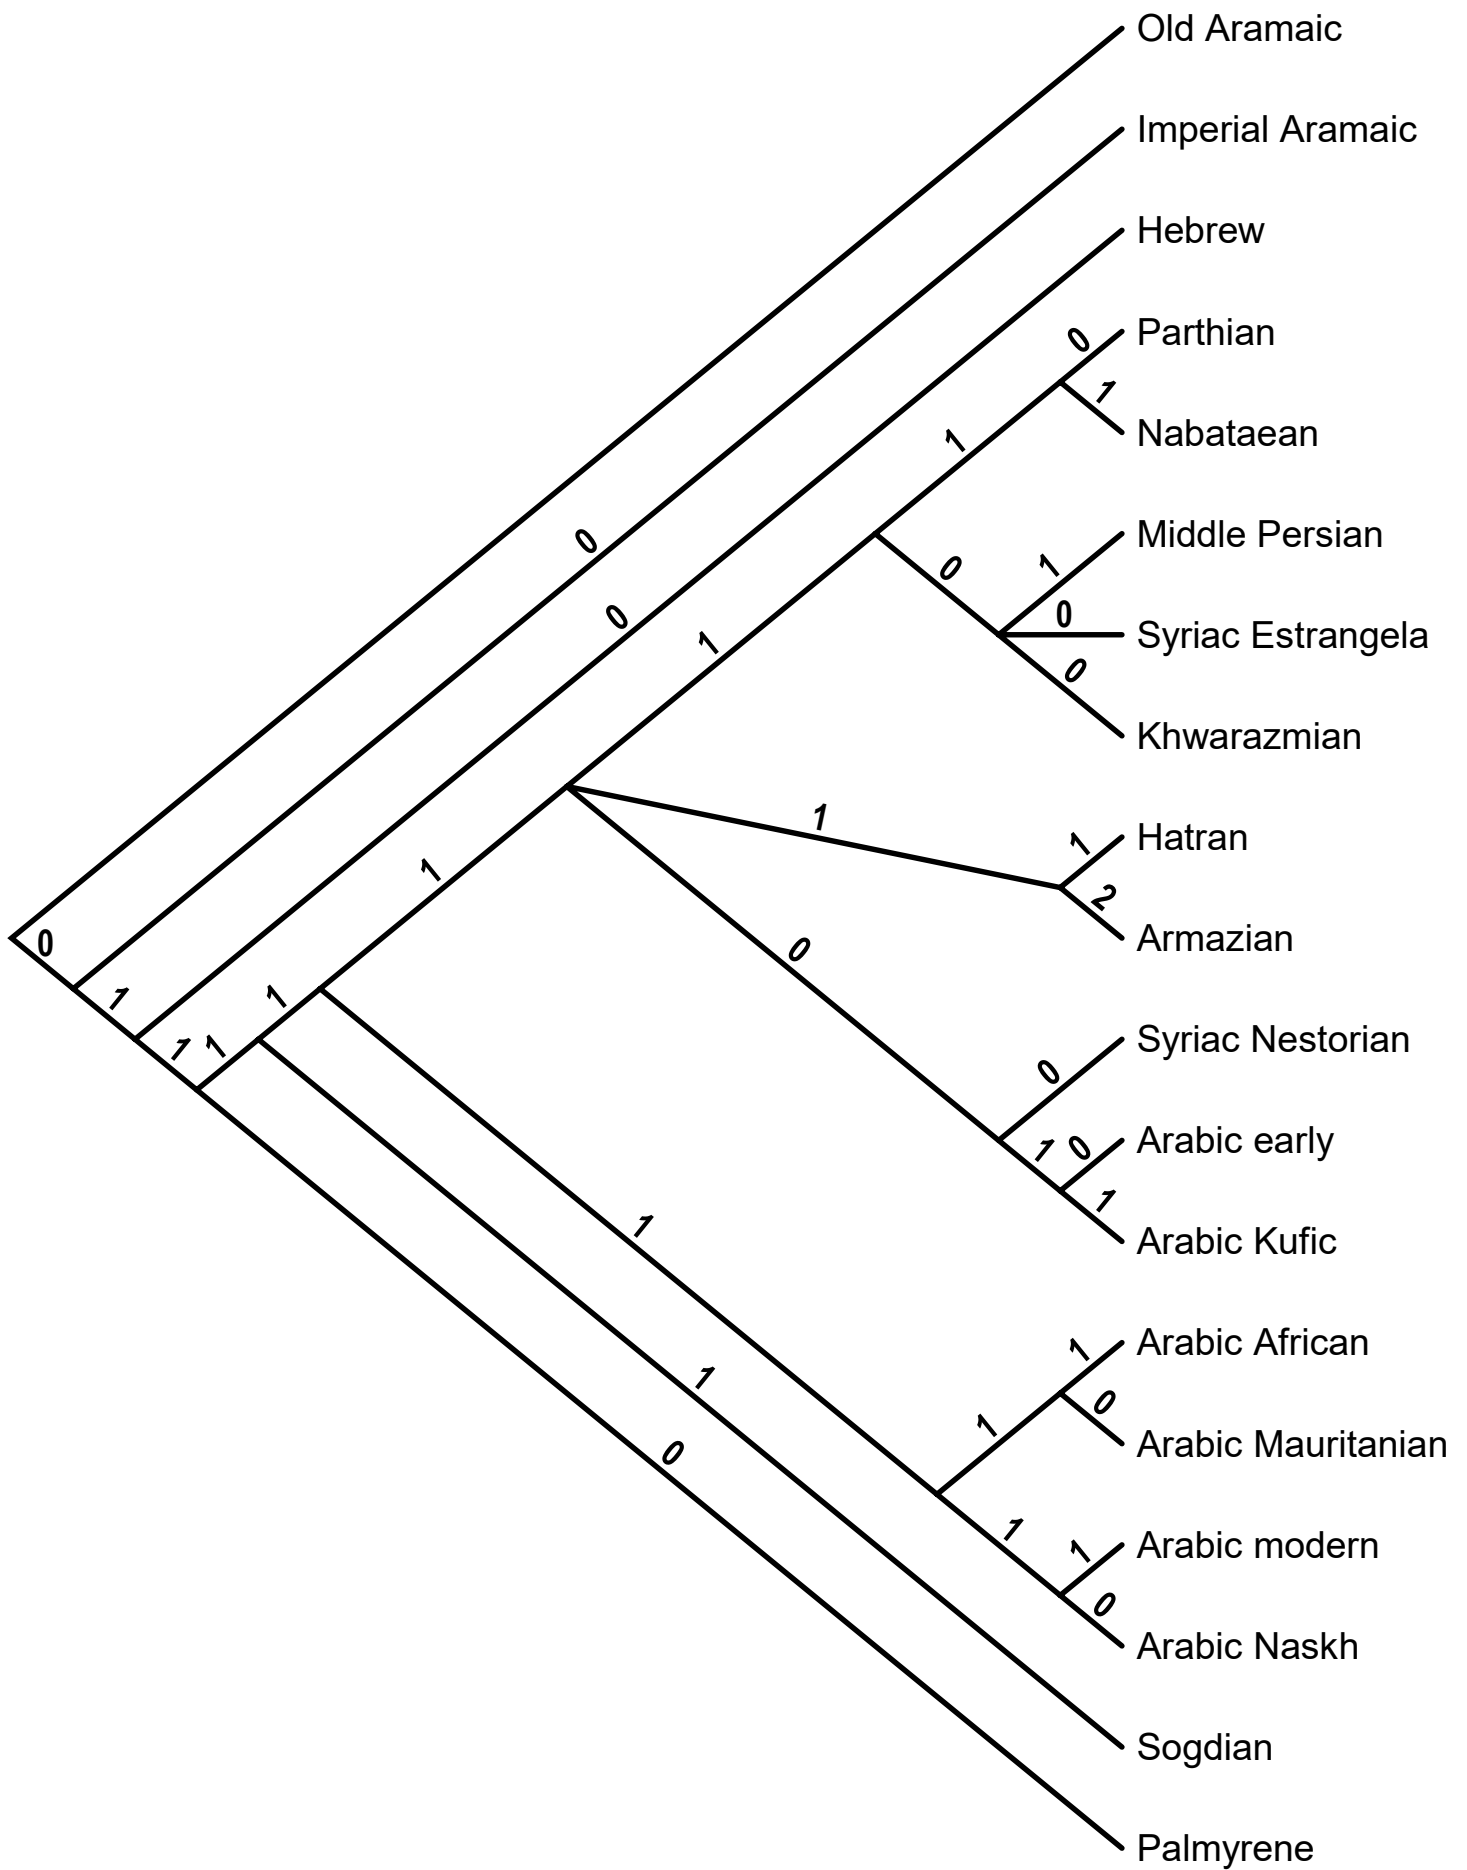 Old Aramaic
Imperial Aramaic
Hebrew
0 Parthian
1
1 Nabataean
0
1 Middle Persian
0
0
0 Syriac Estrangela
1
0
Khwarazmian
1
1 Hatran
1
2
Armazian
0
0
1
1 Syriac Nestorian
1 1
0
1 0 Arabic early
1
1
Arabic Kufic
1 Arabic African
1
0
1
Arabic Mauritanian
0
1
1 Arabic modern
0
Arabic Naskh
Sogdian
Palmyrene